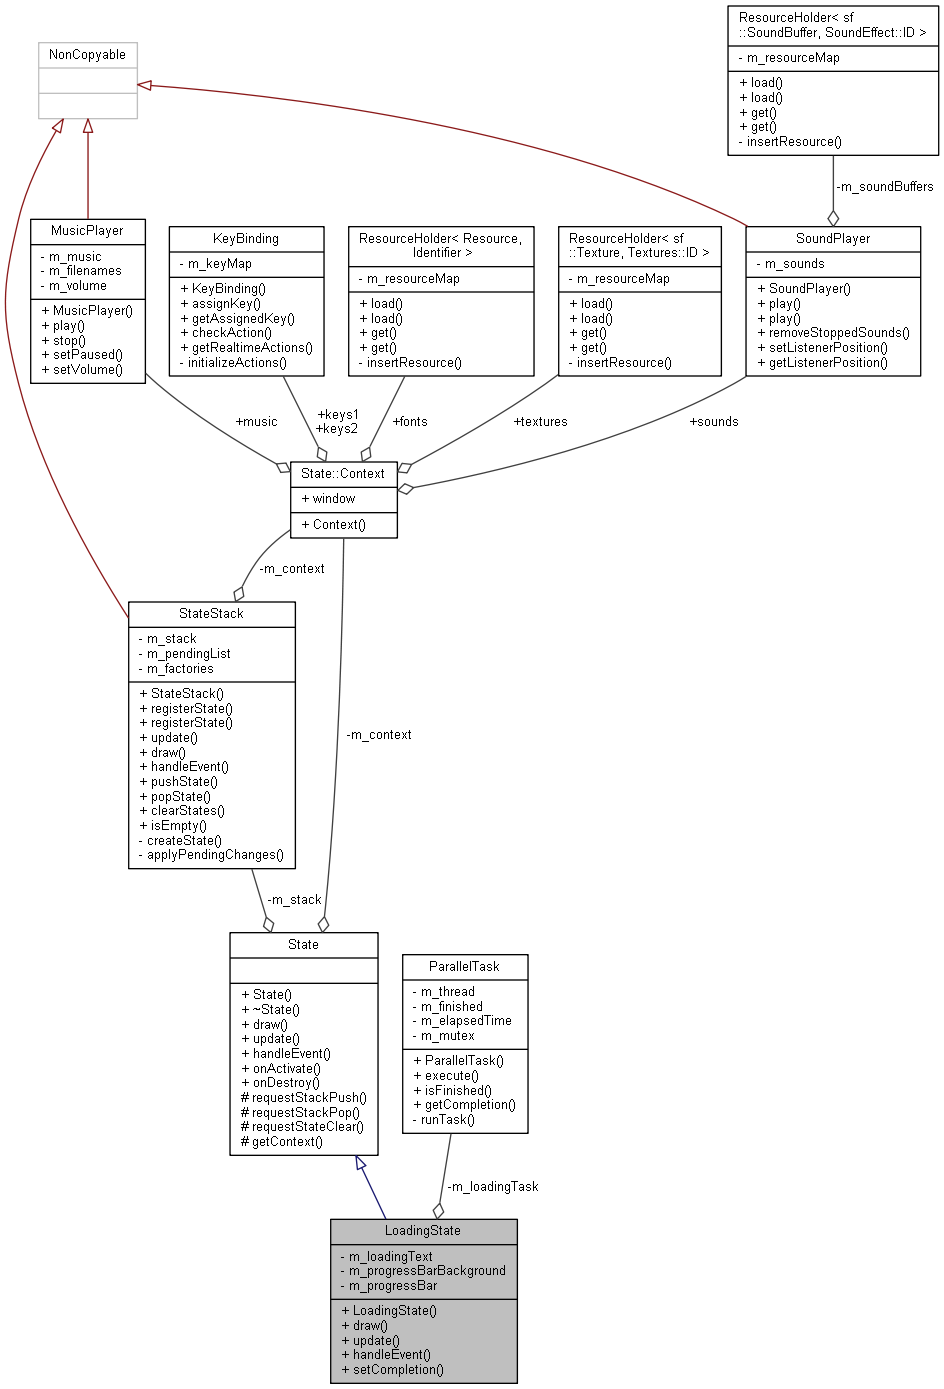 ResourceHolder< sf
::SoundBuffer, SoundEffect::ID >
- m_resourceMap
+ load()
+ load()
+ get()
+ get()
- insertResource()
NonCopyable
-m_soundBuffers
MusicPlayer
- m_music
- m_filenames
- m_volume
+ MusicPlayer()
+ play()
+ stop()
+ setPaused()
+ setVolume()
KeyBinding
- m_keyMap
+ KeyBinding()
+ assignKey()
+ getAssignedKey()
+ checkAction()
+ getRealtimeActions()
- initializeActions()
ResourceHolder< Resource,
Identifier >
- m_resourceMap
+ load()
+ load()
+ get()
+ get()
- insertResource()
ResourceHolder< sf
::Texture, Textures::ID >
- m_resourceMap
+ load()
+ load()
+ get()
+ get()
- insertResource()
SoundPlayer
- m_sounds
+ SoundPlayer()
+ play()
+ play()
+ removeStoppedSounds()
+ setListenerPosition()
+ getListenerPosition()
+music
+keys1
+keys2
+fonts
+textures
+sounds
State::Context
+ window
+ Context()
-m_context
StateStack
- m_stack
- m_pendingList
- m_factories
+ StateStack()
+ registerState()
+ registerState()
+ update()
+ draw()
+ handleEvent()
+ pushState()
+ popState()
+ clearStates()
+ isEmpty()
- createState()
- applyPendingChanges()
-m_context
-m_stack
State
+ State()
+ ~State()
+ draw()
+ update()
+ handleEvent()
+ onActivate()
+ onDestroy()
# requestStackPush()
# requestStackPop()
# requestStateClear()
# getContext()
ParallelTask
- m_thread
- m_finished
- m_elapsedTime
- m_mutex
+ ParallelTask()
+ execute()
+ isFinished()
+ getCompletion()
- runTask()
-m_loadingTask
LoadingState
- m_loadingText
- m_progressBarBackground
- m_progressBar
+ LoadingState()
+ draw()
+ update()
+ handleEvent()
+ setCompletion()